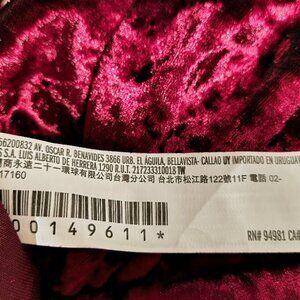 56200832 AV. OSCAR R. BENAVIDES 3866 URB. EL ÁGUILA, BELLAVISTA- CALLAO UY IMPORTADO EN URUGUAY
S S.A. LUIS ALBERTO DE HERRERA 1290 R.U.T. 217233310018 TW
商永遠二十一環球有限公司台灣分公司 台北市松江路122號11F 電話 02-
17160
00149611*
RN# 94981 CA#